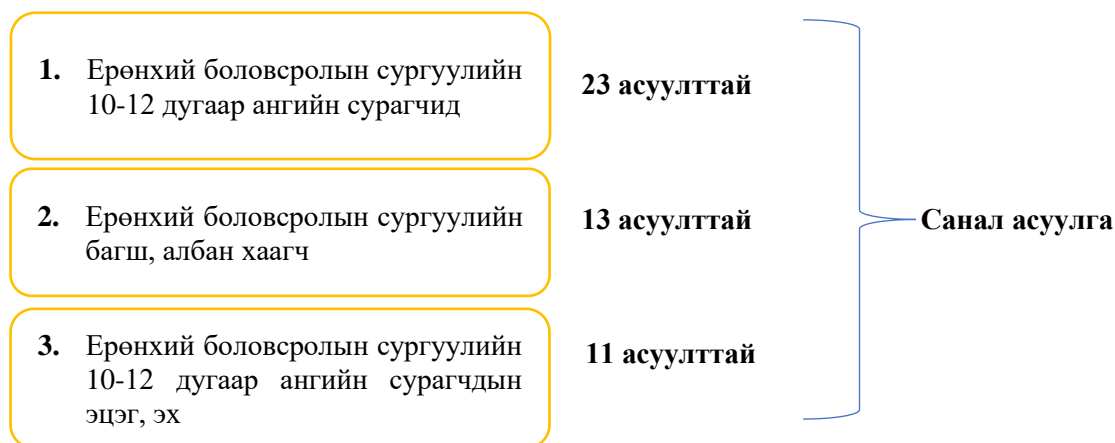 1. Ерөнхий боловсролын сургуулийн
10-12 дугаар ангийн сурагчид
23 асуулттай
2. Ерөнхий боловсролын сургуулийн
багш, албан хаагч
13 асуулттай
Санал асуулга
3. Ерөнхий боловсролын сургуулийн
10-12 дугаар ангийн сурагчдын
эцэг, эх
11 асуулттай